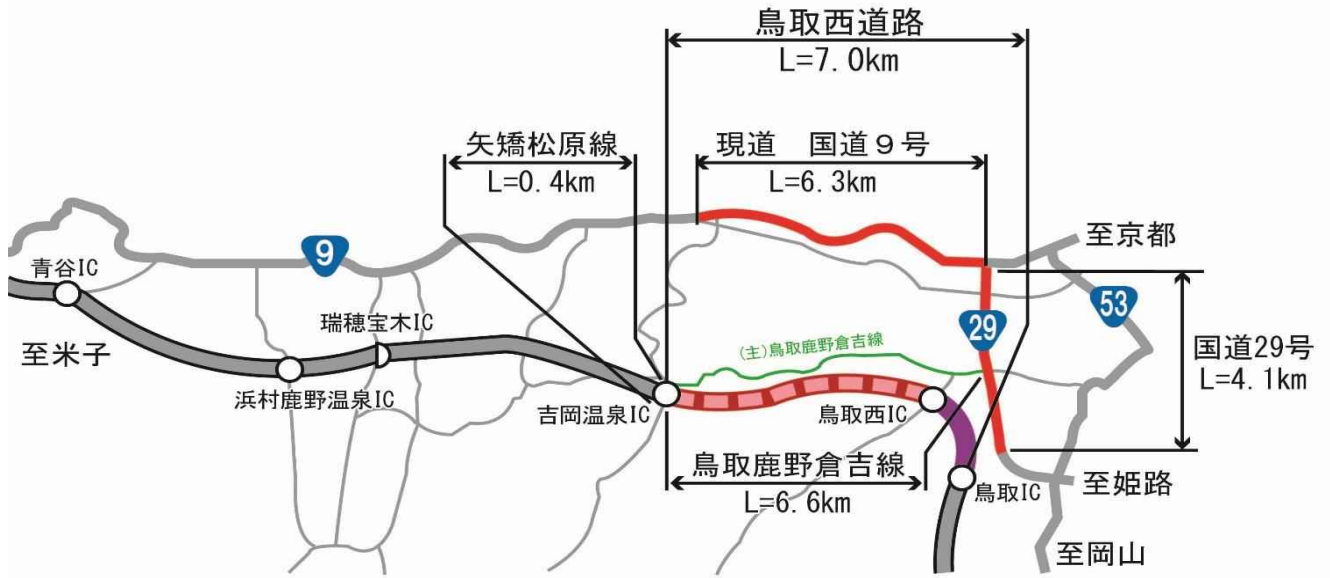 鳥取西道路
L=7.0km
矢矯松原線
L=0.4km
現道 国道９号
L=6.3km
9
至京都
青谷IC
53
瑞穂宝木IC
29
至米子
(主)鳥取鹿野倉吉線
国道29号
L=4.1km
浜村鹿野温泉IC
吉岡温泉IC
鳥取西IC
鳥取鹿野倉吉線
L=6.6km
鳥取IC
至姫路
至岡山